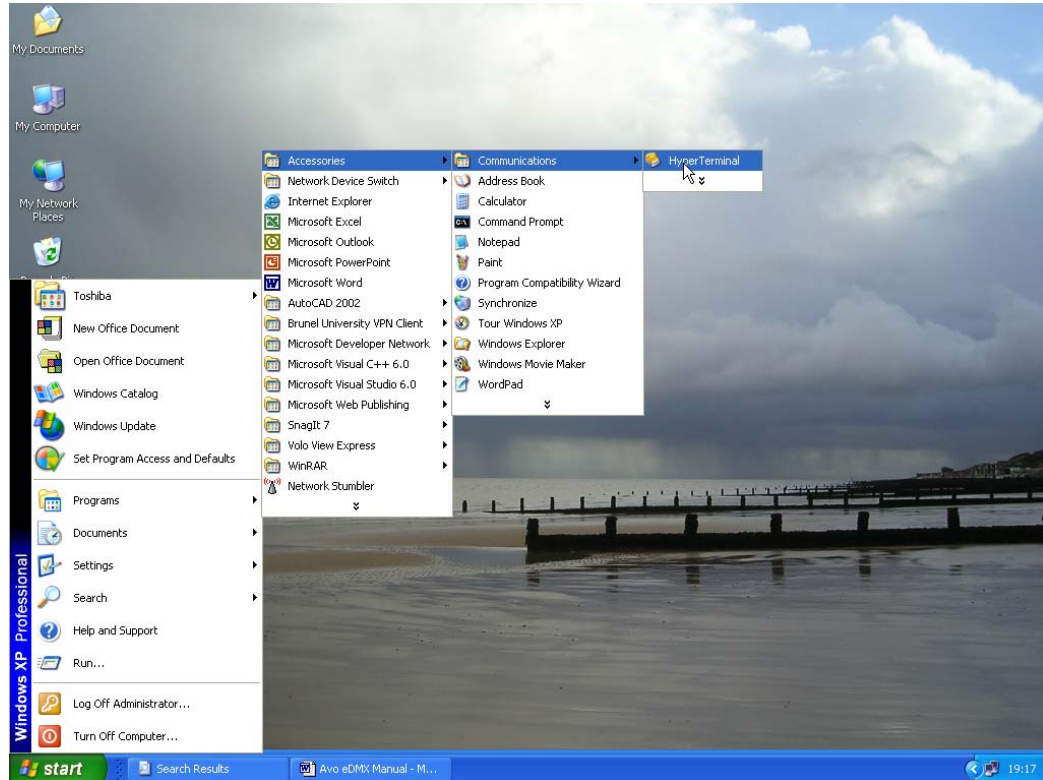 My Documents
My Computer
My Network
Places
Toshiba
New Office Document
Open Office Document
Windows Catalog
Windows Update
Set Program Access and Defaults
Programs
Documents
Settings
Search
Help and Support
Run...
Log Off Administrator...
Turn Off Computer...
Windows XP Professional
Accessories
Network Device Switch
Internet Explorer
Microsoft Excel
Microsoft Outlook
Microsoft PowerPoint
Microsoft Word
AutoCAD 2002
Brunel University VPN Client
Microsoft Developer Network
Microsoft Visual C++ 6.0
Microsoft Visual Studio 6.0
Microsoft Web Publishing
SnagIt 7
Volo View Express
WinRAR
Network Stumbler
Communications
Address Book
Calculator
Command Prompt
Notepad
Paint
Program Compatibility Wizard
Synchronize
Tour Windows XP
Windows Explorer
Windows Movie Maker
WordPad
HyperTerminal
start
Search Results
Avo eDMX Manual - M...
19:17